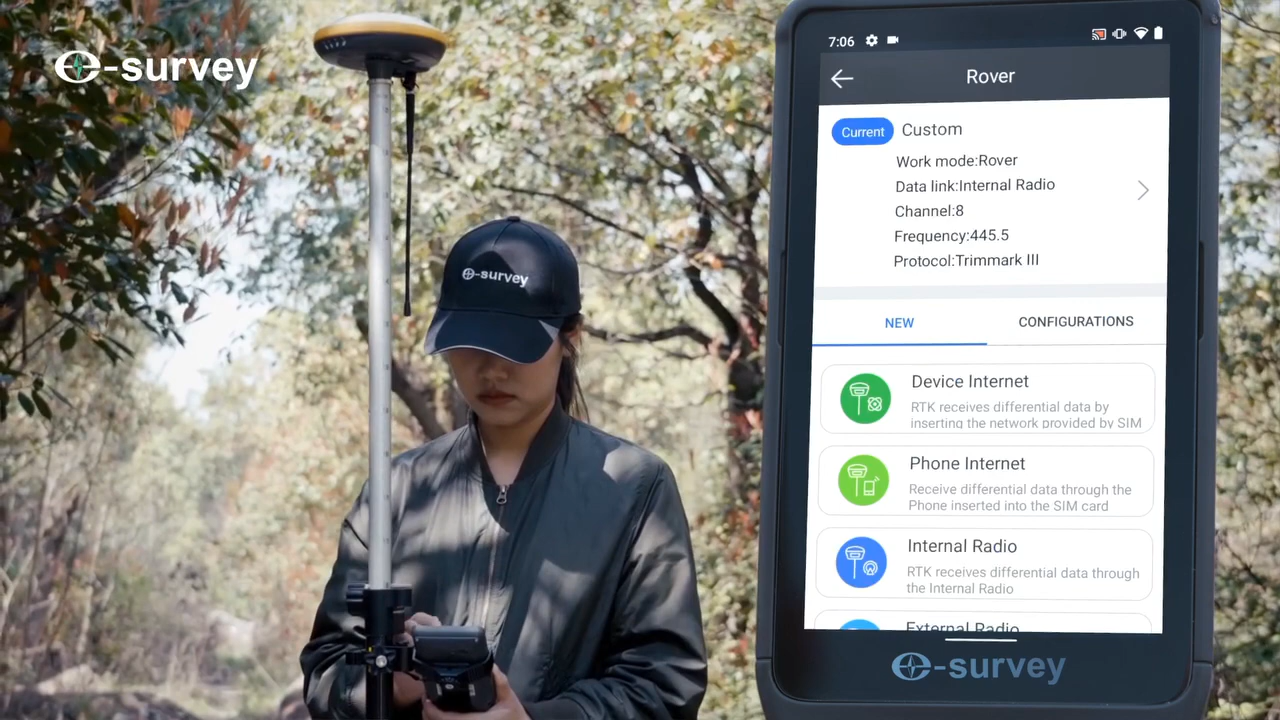 e-survey
e-survey
7:06
Rover
Current Custom
Work mode:Rover
Data link:Internal Radio
Channel:8
Frequency:445.5
Protocol:Trimmark III
NEW CONFIGURATIONS
Device Internet
RTK receives differential data by
inserting the network provided by SIM
Phone Internet
Receive differential data through the
Phone inserted into the SIM card
Internal Radio
RTK receives differential data through
the Internal Radio
External Radio
e-survey